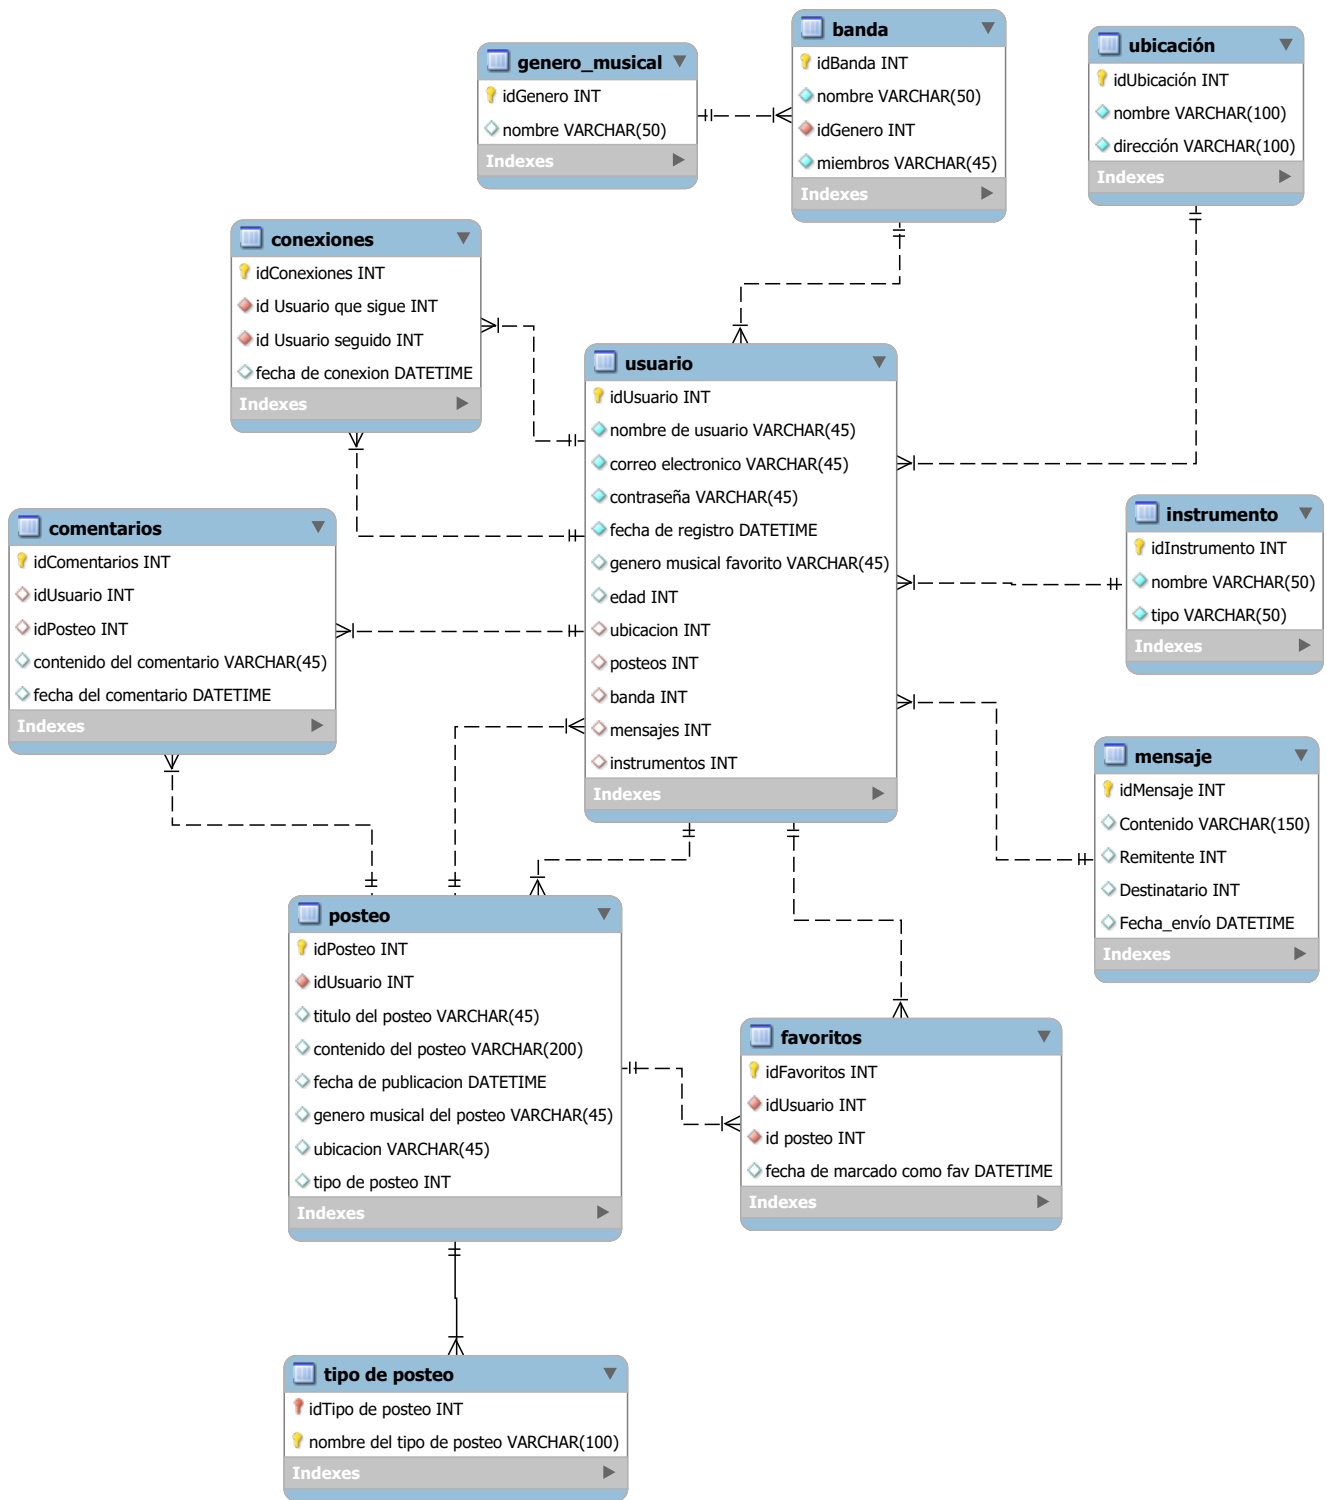 genero_musical
idGenero INT
nombre VARCHAR(50)
Indexes
banda
idBanda INT
nombre VARCHAR(50)
idGenero INT
miembros VARCHAR(45)
Indexes
ubicación
idUbicación INT
nombre VARCHAR(100)
dirección VARCHAR(100)
Indexes
conexiones
idConexiones INT
id Usuario que sigue INT
id Usuario seguido INT
fecha de conexion DATETIME
Indexes
usuario
idUsuario INT
nombre de usuario VARCHAR(45)
correo electronico VARCHAR(45)
contraseña VARCHAR(45)
fecha de registro DATETIME
genero musical favorito VARCHAR(45)
edad INT
ubicacion INT
posteos INT
banda INT
mensajes INT
instrumentos INT
Indexes
instrumento
idInstrumento INT
nombre VARCHAR(50)
tipo VARCHAR(50)
Indexes
comentarios
idComentarios INT
idUsuario INT
idPosteo INT
contenido del comentario VARCHAR(45)
fecha del comentario DATETIME
Indexes
mensaje
idMensaje INT
Contenido VARCHAR(150)
Remitente INT
Destinatario INT
Fecha_envío DATETIME
Indexes
posteo
idPosteo INT
idUsuario INT
titulo del posteo VARCHAR(45)
contenido del posteo VARCHAR(200)
fecha de publicacion DATETIME
genero musical del posteo VARCHAR(45)
ubicacion VARCHAR(45)
tipo de posteo INT
Indexes
favoritos
idFavoritos INT
idUsuario INT
id posteo INT
fecha de marcado como fav DATETIME
Indexes
tipo de posteo
idTipo de posteo INT
nombre del tipo de posteo VARCHAR(100)
Indexes